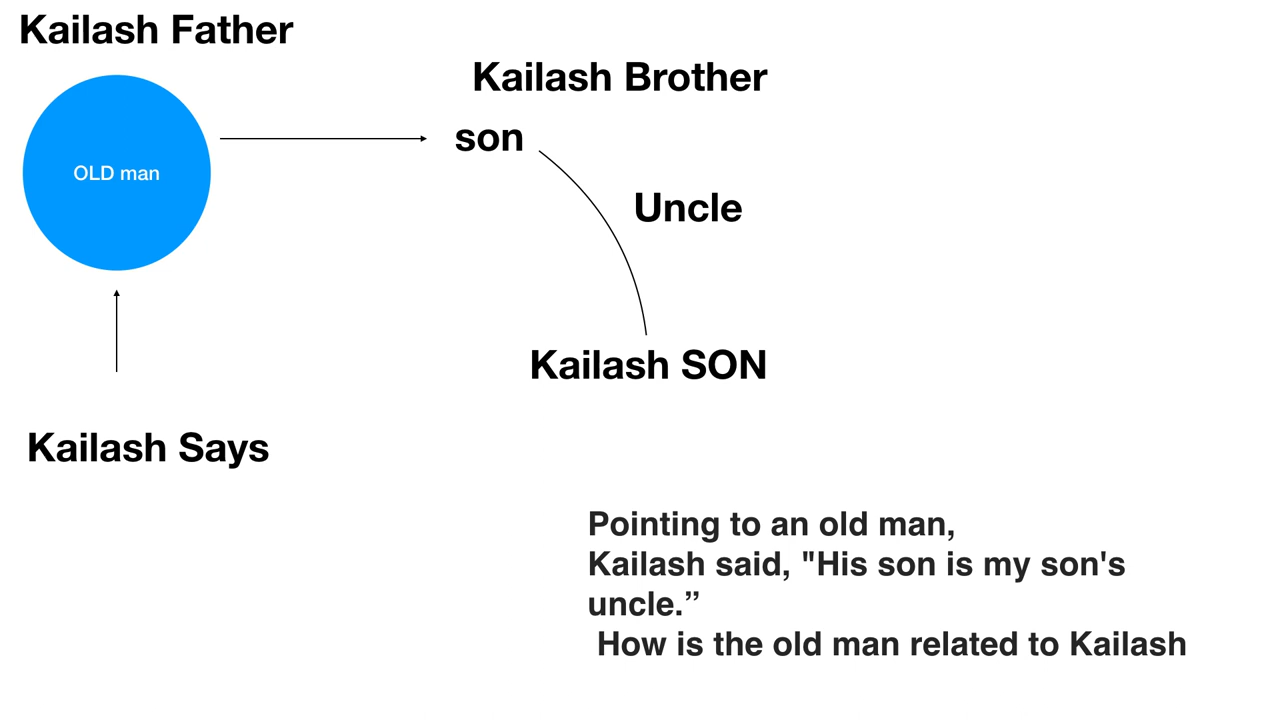 Kailash Father
Kailash Brother
son
OLD man
Uncle
Kailash SON
Kailash Says
Pointing to an old man,
Kailash said, "His son is my son's
uncle.”
How is the old man related to Kailash